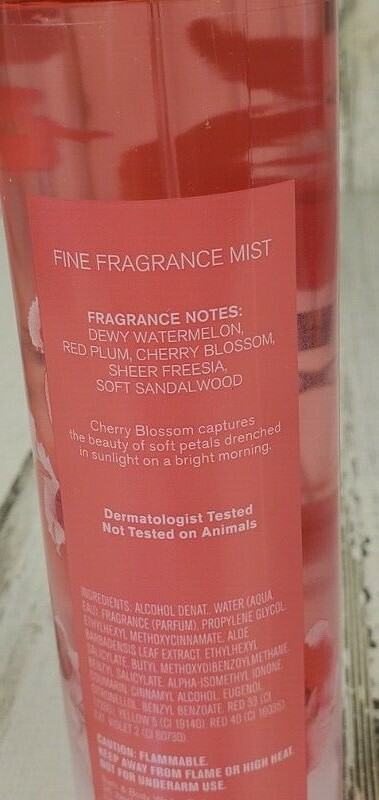 FINE FRAGRANCE MIST
FRAGRANCE NOTES:
DEWY WATERMELON,
RED PLUM, CHERRY BLOSSOM,
SHEER FREESIA,
SOFT SANDALWOOD
Cherry Blossom captures
the beauty of soft petals drenched
in sunlight on a bright morning.
Dermatologist Tested
Not Tested on Animals
INGREDIENTS: ALCOHOL DENAT. WATER (AQUA,
EAU), FRAGRANCE (PARFUM), PROPYLENE GLYCOL,
ETHYLHEXYL METHOXYCINNAMATE, ALOE
BARBADENSIS LEAF EXTRACT, ETHYLHEXYL
SALICYLATE, BUTYL METHOXYDIBENZOYLMETHANE,
BENZYL SALICYLATE, ALPHA-ISOMETHYL IONONE,
COUMARIN, CINNAMYL ALCOHOL, EUGENOL,
CITRONELLOL, BENZYL BENZOATE, RED 33 (CI
17200), YELLOW 5 (CI 19140), RED 40 (CI 16035),
EXT. VIOLET 2 (CI 60730).
CAUTION: FLAMMABLE.
KEEP AWAY FROM FLAME OR HIGH HEAT.
NOT FOR UNDERARM USE.
& Body